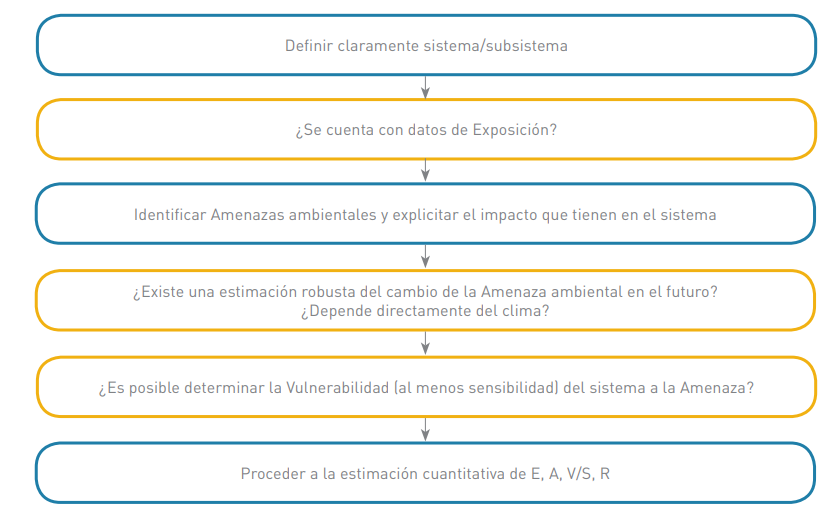 Definir claramente sistema/subsistema
¿Se cuenta con datos de Exposición?
Identificar Amenazas ambientales y explicitar el impacto que tienen en el sistema
¿Existe una estimación robusta del cambio de la Amenaza ambiental en el futuro?
¿Depende directamente del clima?
¿Es posible determinar la Vulnerabilidad (al menos sensibilidad) del sistema a la Amenaza?
Proceder a la estimación cuantitativa de E, A, V/S, R